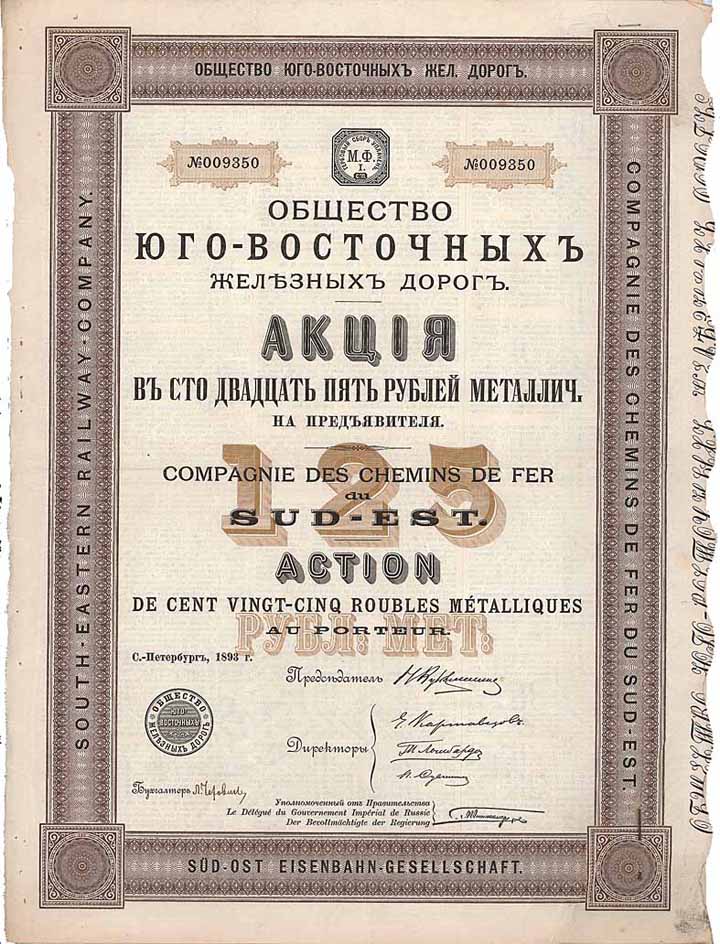 ОБЩЕСТВО ЮГО-ВОСТОЧНЫХЪ ЖЕЛ. ДОРОГЪ.
SOUTH-EASTERN RAILWAY-COMPANY.
COMPAGNIE DES CHEMINS DE FER DU SUD-EST.
№009350
М.Ф.
I.
№009350
ОБЩЕСТВО
ЮГО-ВОСТОЧНЫХЪ
ЖЕЛѢЗНЫХЪ ДОРОГЪ.
АКЦІЯ
ВЪ СТО ДВАДЦАТЬ ПЯТЬ РУБЛЕЙ МЕТАЛЛИЧ.
НА ПРЕДЪЯВИТЕЛЯ.
125
COMPAGNIE DES CHEMINS DE FER
du
SUD-EST.
ACTION
DE CENT VINGT-CINQ ROUBLES MÉTALLIQUES
AU PORTEUR.
РУБЛ: МЕТ:
С.-Петербургъ, 1893 г.
Предсѣдатель
ОБЩЕСТВО
ЮГО-
ВОСТОЧНЫХЪ
ЖЕЛѢЗНЫХЪ ДОРОГЪ
Директоры
Бухгалтеръ
Уполномоченный отъ Правительства
Le Délégué du Gouvernement Impérial de Russie
Der Bevollmächtigte der Regierung
SÜD-OST EISENBAHN-GESELLSCHAFT.